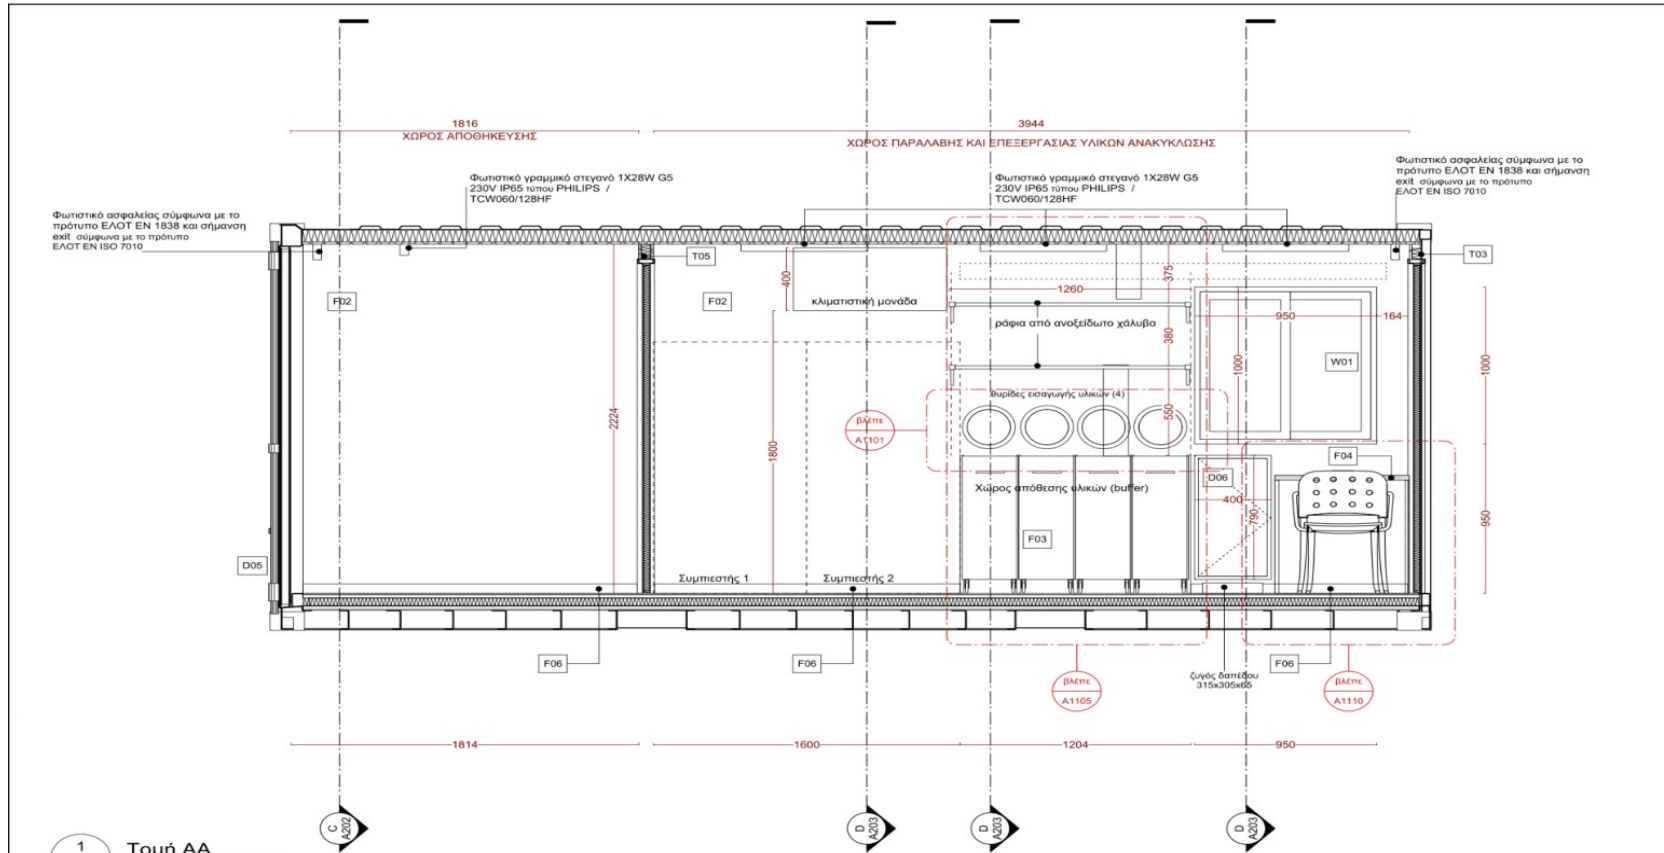 1816
ΧΩΡΟΣ ΑΠΟΘΗΚΕΥΣΗΣ
3944
ΧΩΡΟΣ ΠΑΡΑΛΑΒΗΣ ΚΑΙ ΕΠΕΞΕΡΓΑΣΙΑΣ ΥΛΙΚΩΝ ΑΝΑΚΥΚΛΩΣΗΣ
Φωτιστικό ασφαλείας σύμφωνα με το
πρότυπο ΕΛΟΤ ΕΝ 1838 και σήμανση
exit σύμφωνα με το πρότυπο
ΕΛΟΤ EN ISO 7010
Φωτιστικό γραμμικό στεγανό 1X28W G5
230V IP65 τύπου PHILIPS /
TCW060/128HF
Φωτιστικό γραμμικό στεγανό 1X28W G5
230V IP65 τύπου PHILIPS /
TCW060/128HF
Φωτιστικό ασφαλείας σύμφωνα με το
πρότυπο ΕΛΟΤ ΕΝ 1838 και σήμανση
exit σύμφωνα με το πρότυπο
ΕΛΟΤ EN ISO 7010
T05
T03
F02
F02
400
κλιματιστική μονάδα
375
1260
ράφια από ανοξείδωτο χάλυβα
380
950
164
W01
1000
1000
θυρίδες εισαγωγής υλικών (4)
550
βλέπε
A1101
2224
1800
F04
D06
Χώρος απόθεσης υλικών (buffer)
400
790
950
F03
D05
Συμπιεστής 1
Συμπιεστής 2
F06
F06
F06
ζυγός δαπέδου
315x305x65
βλέπε
A1105
βλέπε
A1110
1814
1600
1204
950
C
A202
D
A203
D
A203
D
A203
1
Τομή ΑΑ